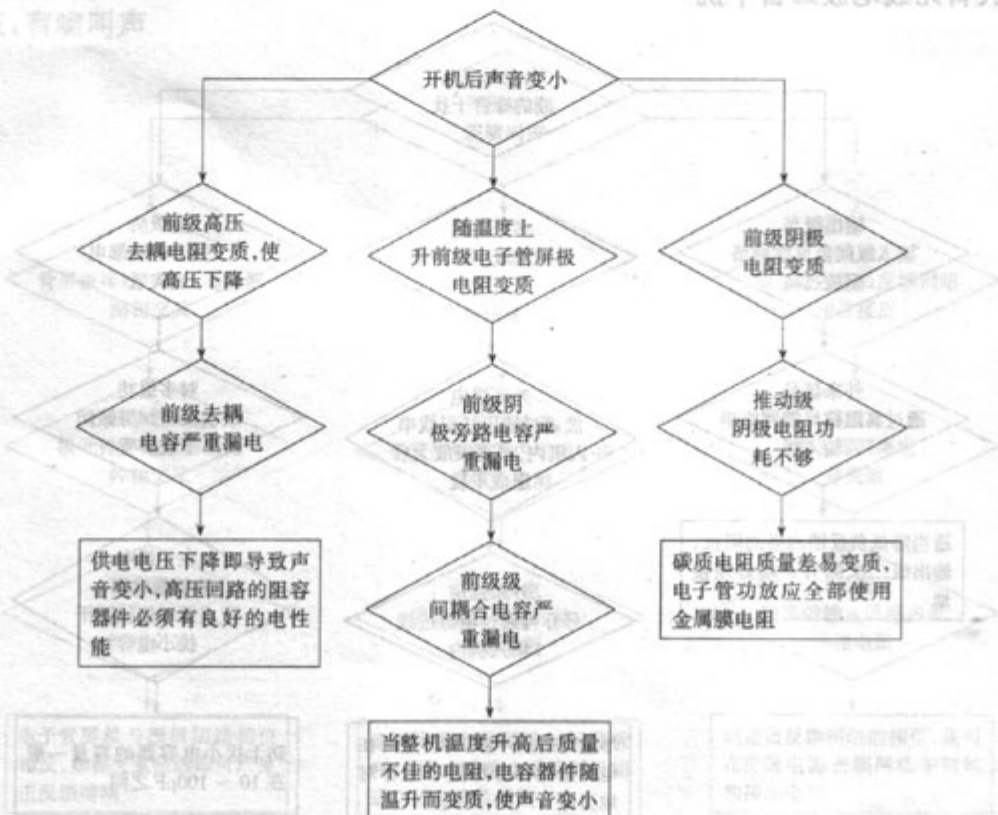 开机后声音变小
前级高压
去耦电阻变质,使
高压下降
前级去耦
电容严重漏电
供电电压下降即导致声
音变小,高压回路的阻容
器件必须有良好的电性
能
随温度上
升前级电子管屏极
电阻变质
前级阴
极旁路电容严
重漏电
前级级
间耦合电容严
重漏电
当整机温度升高后质量
不佳的电阻,电容器件随
温升而变质,使声音变小
前级阴极
电阻变质
推动级
阴极电阻功
耗不够
碳质电阻质量差易变质,
电子管功放应全部使用
金属膜电阻